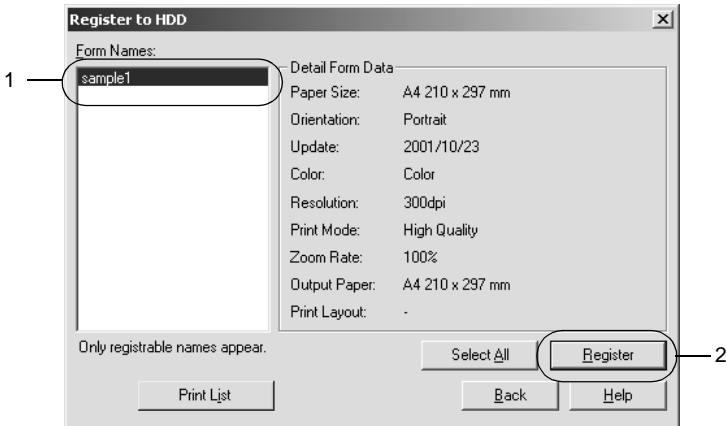 Register to HDD
Form Names:
1
sample1
Detail Form Data
Paper Size: A4 210 x 297 mm
Orientation: Portrait
Update: 2001/10/23
Color: Color
Resolution: 300dpi
Print Mode: High Quality
Zoom Rate: 100%
Output Paper: A4 210 x 297 mm
Print Layout: -
Only registrable names appear.
Select All
Register
2
Print List
Back
Help